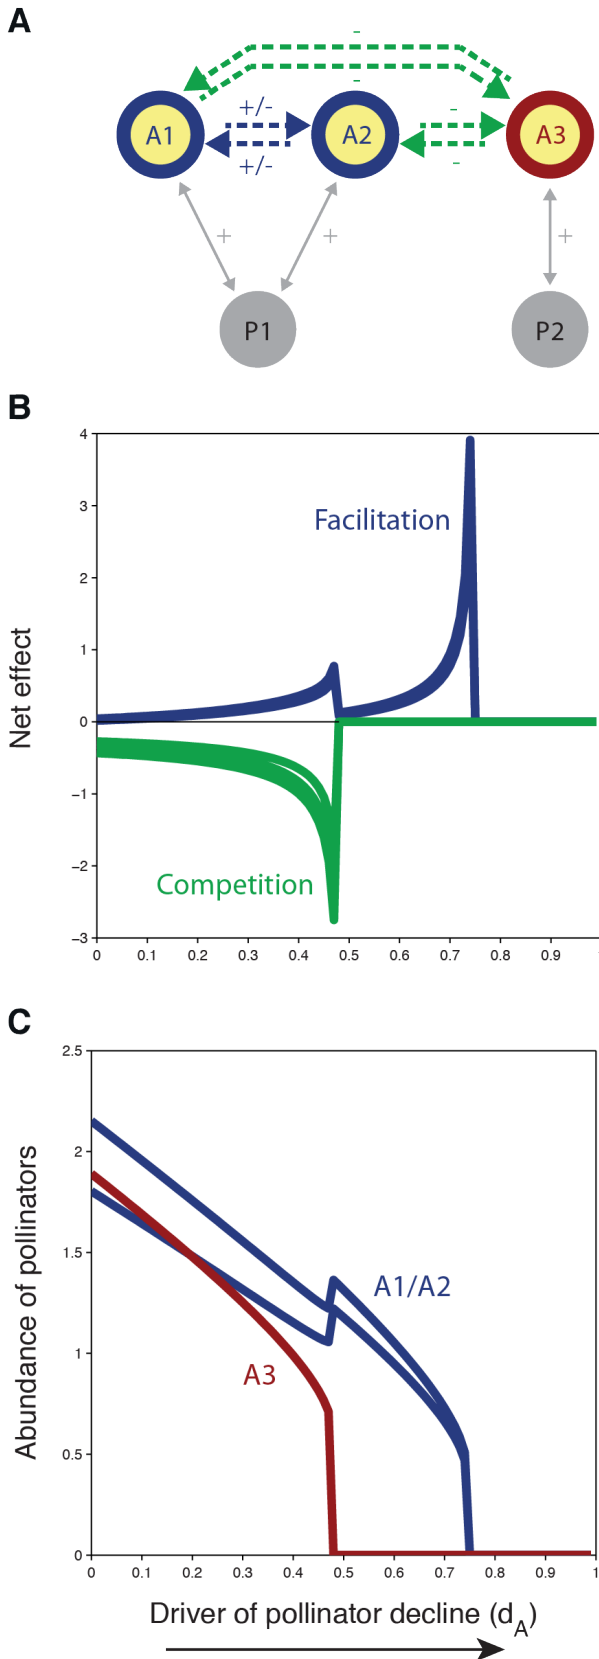 A
-
-
+/-
-
A1
A2
A3
+/-
-
+
+
+
P1
P2
B
4
3
Facilitation
2
1
Net effect
0
−1
−2
Competition
−3
0 0.1 0.2 0.3 0.4 0.5 0.6 0.7 0.8 0.9
C
2.5
2
Abundance of pollinators
1.5
A1/A2
1
A3
0.5
0
0 0.1 0.2 0.3 0.4 0.5 0.6 0.7 0.8 0.9 1
Driver of pollinator decline (dA)